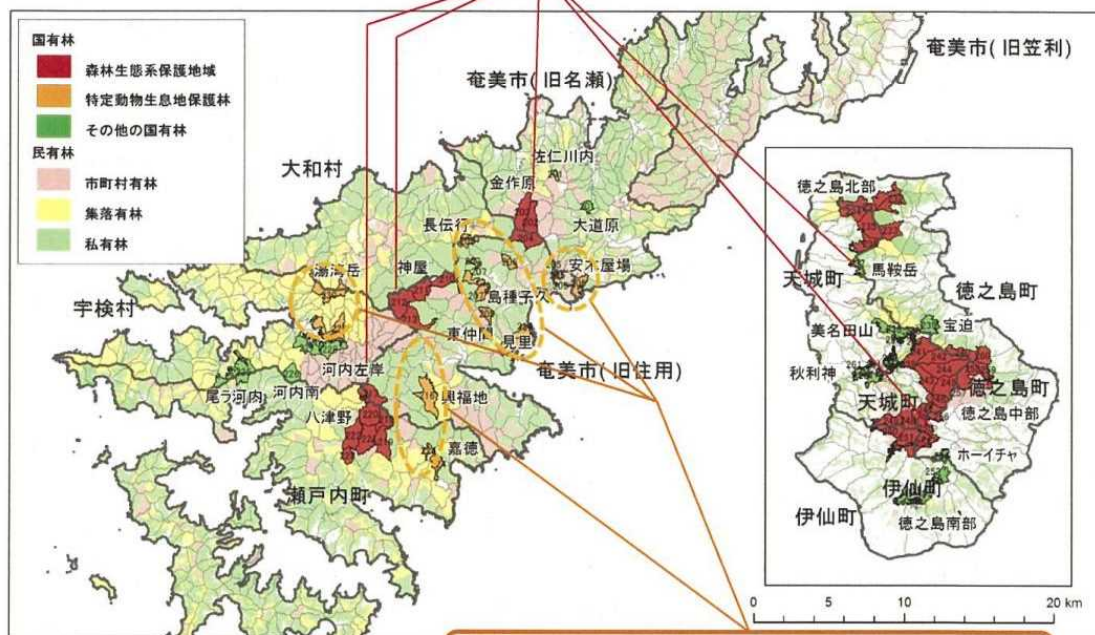 国有林
森林生態系保護地域
特定動物生息地保護林
その他の国有林
民有林
市町村有林
集落有林
私有林
奄美市(旧笠利)
奄美市(旧名瀬)
佐仁川内
大和村
金作原
大道原
長伝行
安木屋場
湯湾岳
神屋
島種子久
宇検村
東仲間
見里
奄美市(旧住用)
河内左岸
尾ラ河内
河内南
興福地
八津野
嘉徳
瀬戸内町
徳之島北部
馬鞍岳
天城町
徳之島町
美名田山
宝迫
秋利神
天城町
徳之島町
徳之島中部
ホーイチャ
伊仙町
伊仙町
徳之島南部
0 5 10 20 km